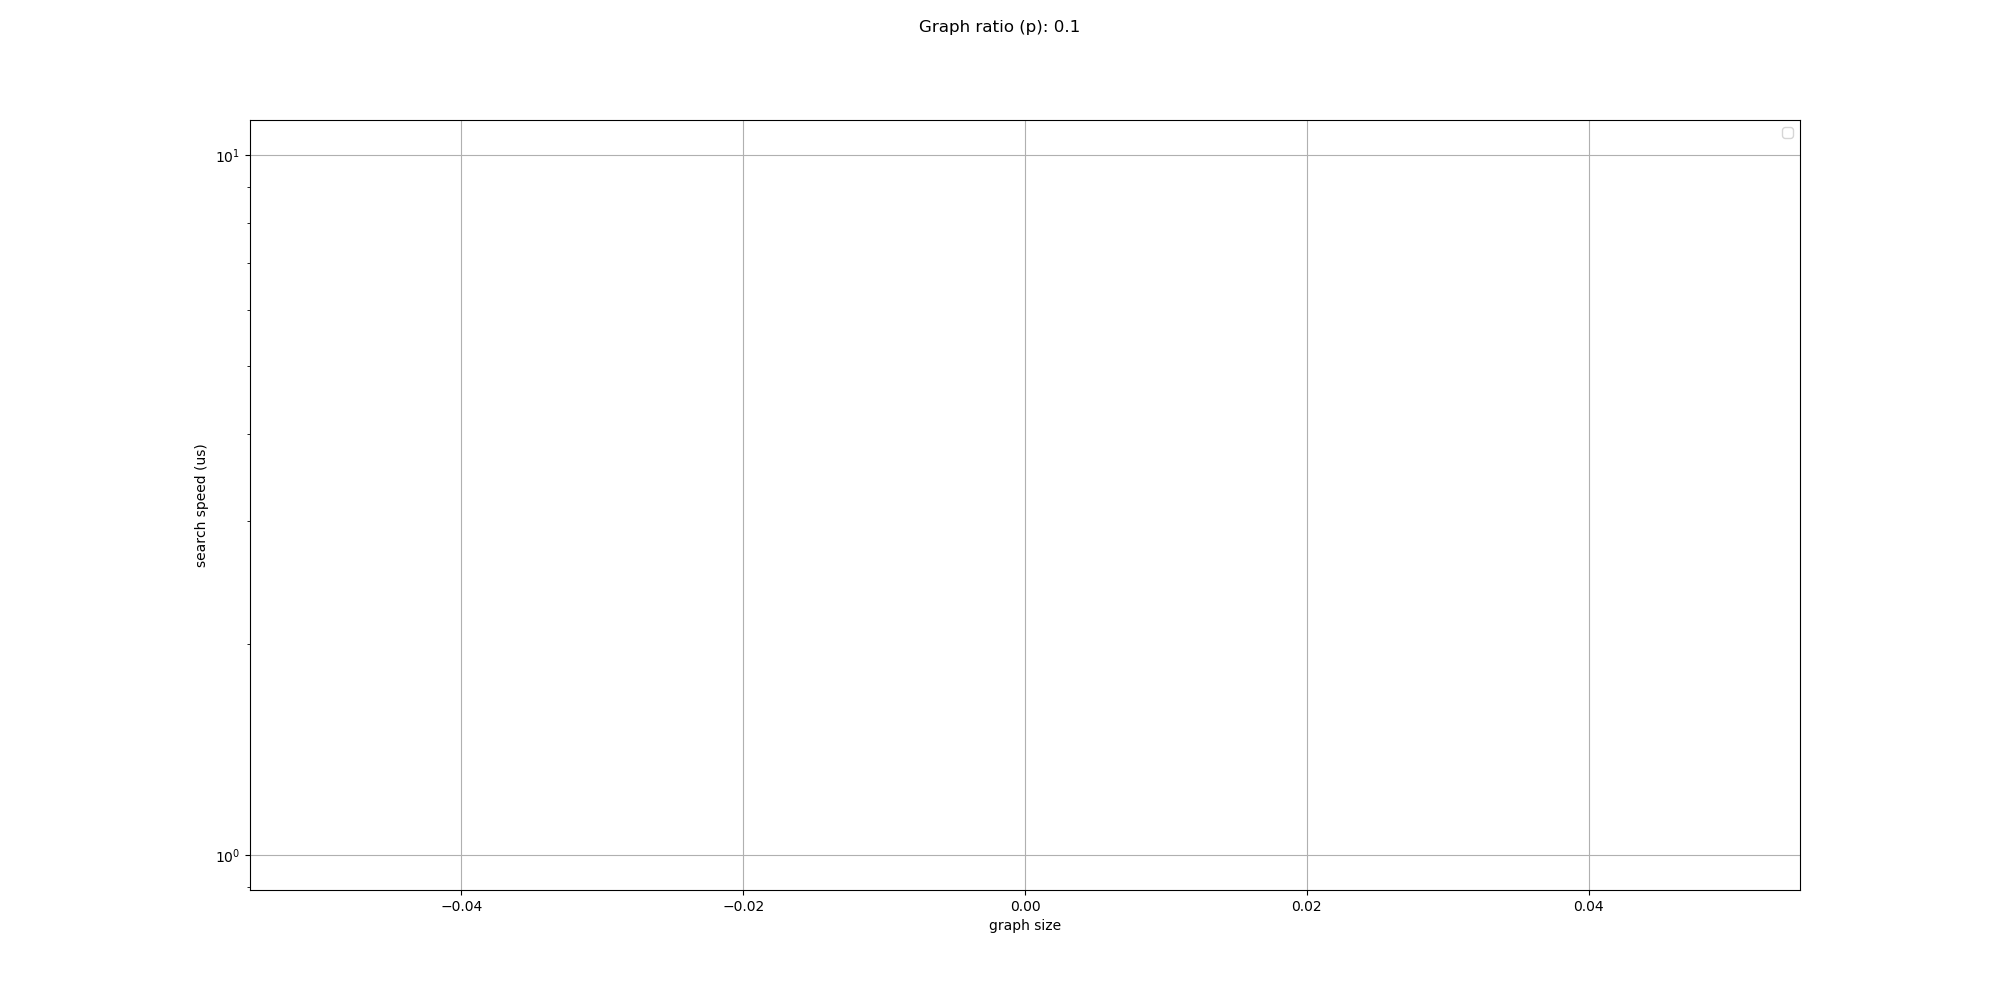 Graph ratio (p): 0.1
10¹
search speed (us)
10⁰
−0.04 −0.02 0.00 0.02 0.04
graph size